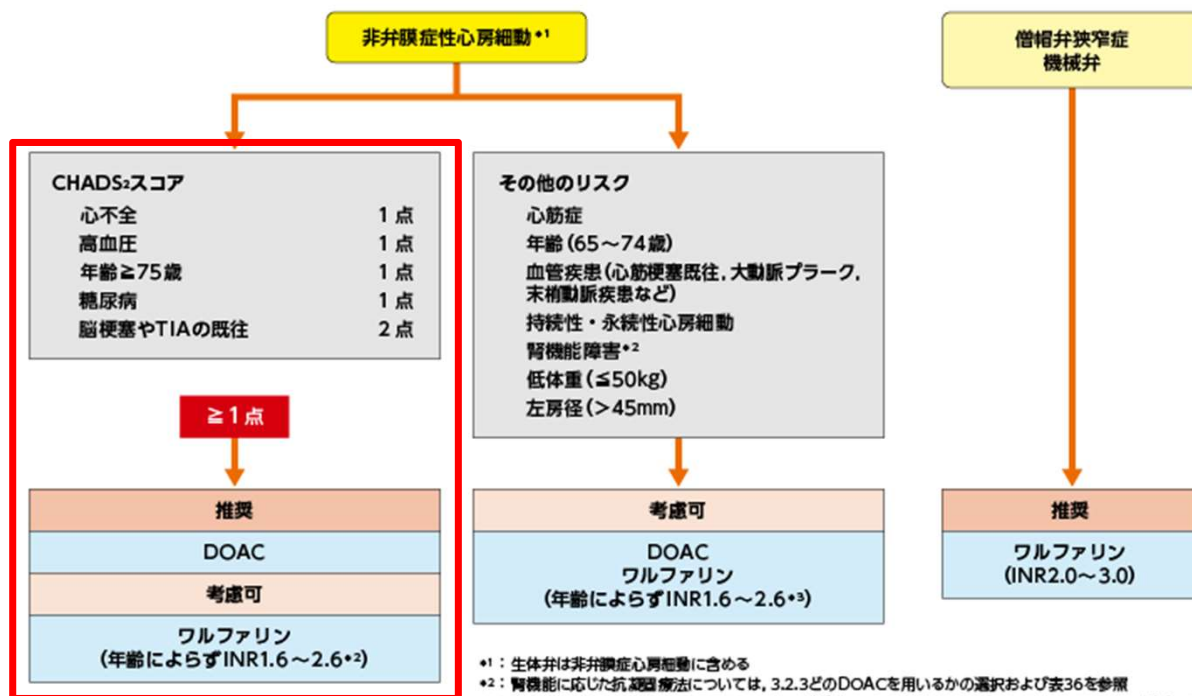 非弁膜症性心房細動*1
僧帽弁狭窄症
機械弁
CHADS₂スコア
心不全 1点
高血圧 1点
年齢≧75歳 1点
糖尿病 1点
脳梗塞やTIAの既往 2点
≧1点
推奨
DOAC
考慮可
ワルファリン
(年齢によらずINR1.6〜2.6*2)
その他のリスク
心筋症
年齢(65〜74歳)
血管疾患(心筋梗塞既往,大動脈プラーク,
末梢動脈疾患など)
持続性・永続性心房細動
腎機能障害*2
低体重(≦50kg)
左房径(>45mm)
考慮可
DOAC
ワルファリン
(年齢によらずINR1.6〜2.6*3)
推奨
ワルファリン
(INR2.0〜3.0)
*1:生体弁は非弁膜症心房細動に含める
*2:腎機能に応じた抗凝固療法については,3.2.3どのDOACを用いるかの選択および表36を参照